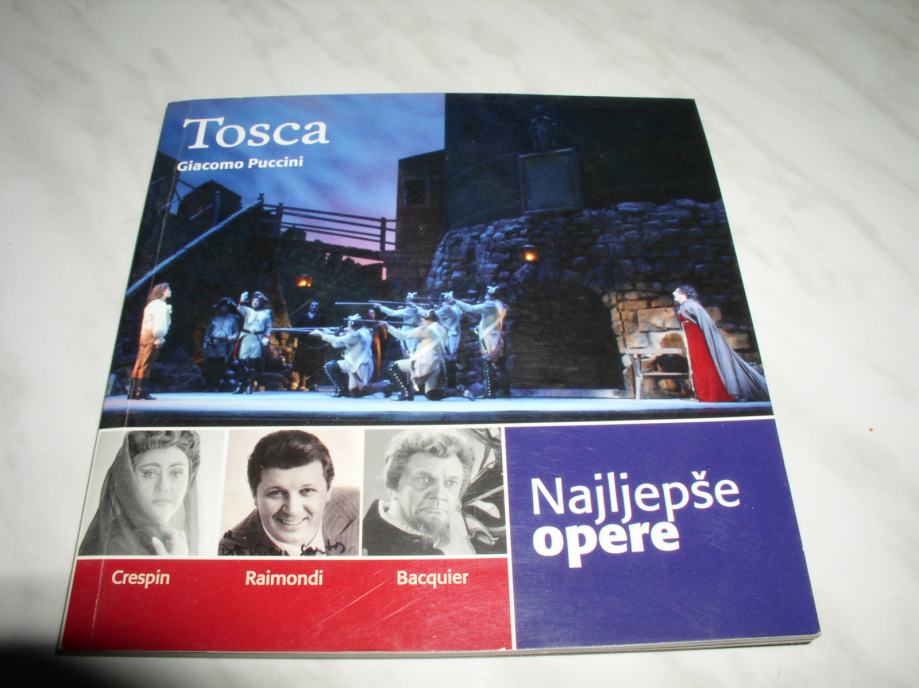 Tosca
Giacomo Puccini
Crespin
Raimondi
Bacquier
Najljepše
opere